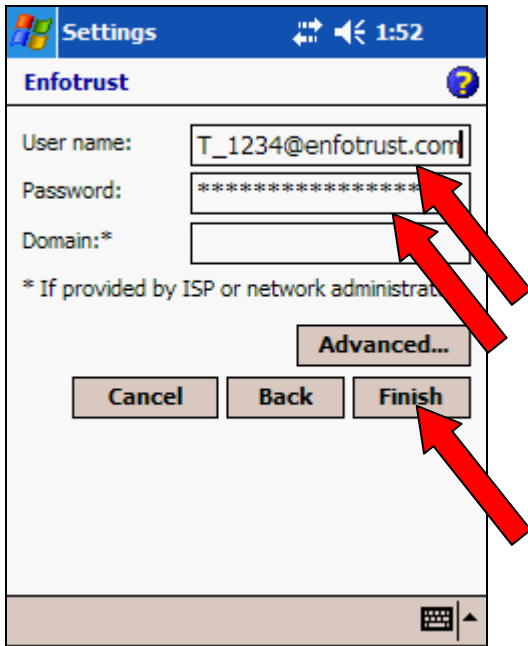 Settings 1:52
Enfotrust
User name: T_1234@enfotrust.com
Password: ****************
Domain:*
* If provided by ISP or network
Advanced...
Cancel Back Finish